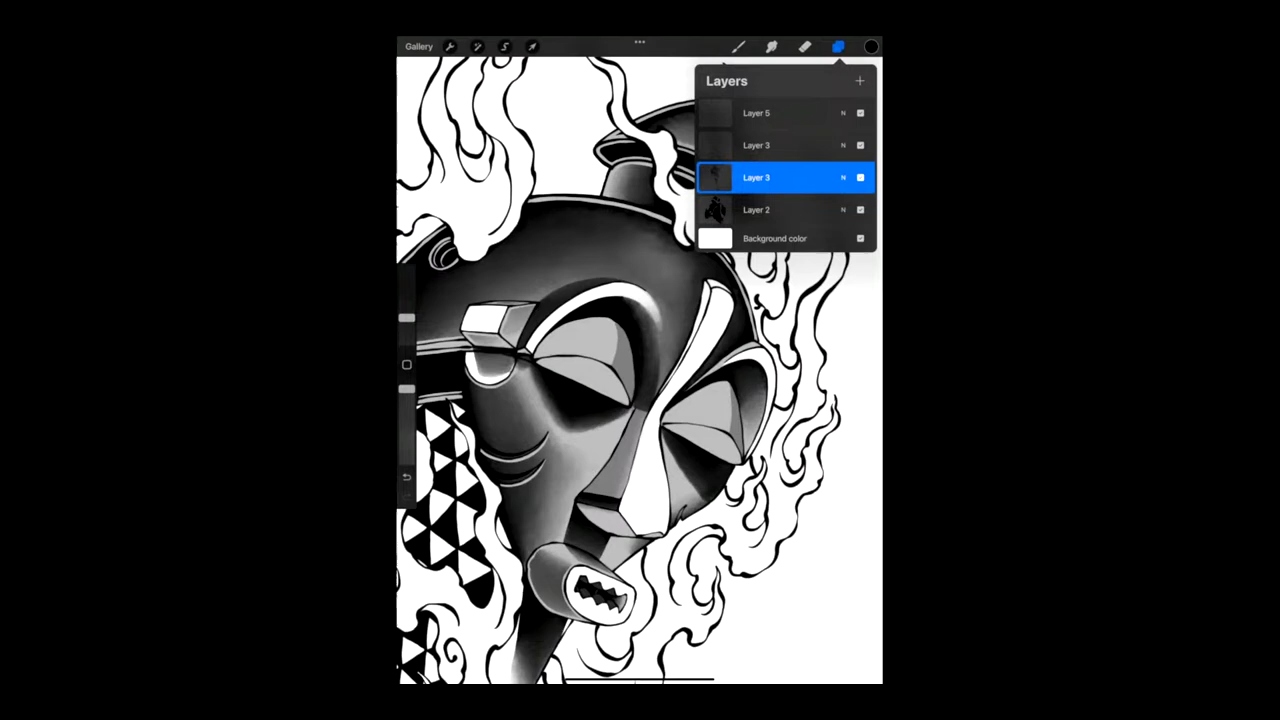 Gallery
Layers
Layer 5 N
Layer 3 N
Layer 3 N
Layer 2 N
Background color